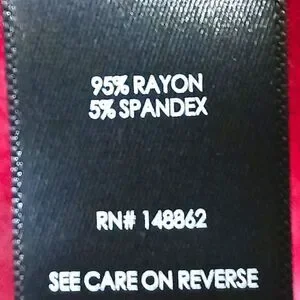 95% RAYON
5% SPANDEX
RN# 148862
SEE CARE ON REVERSE